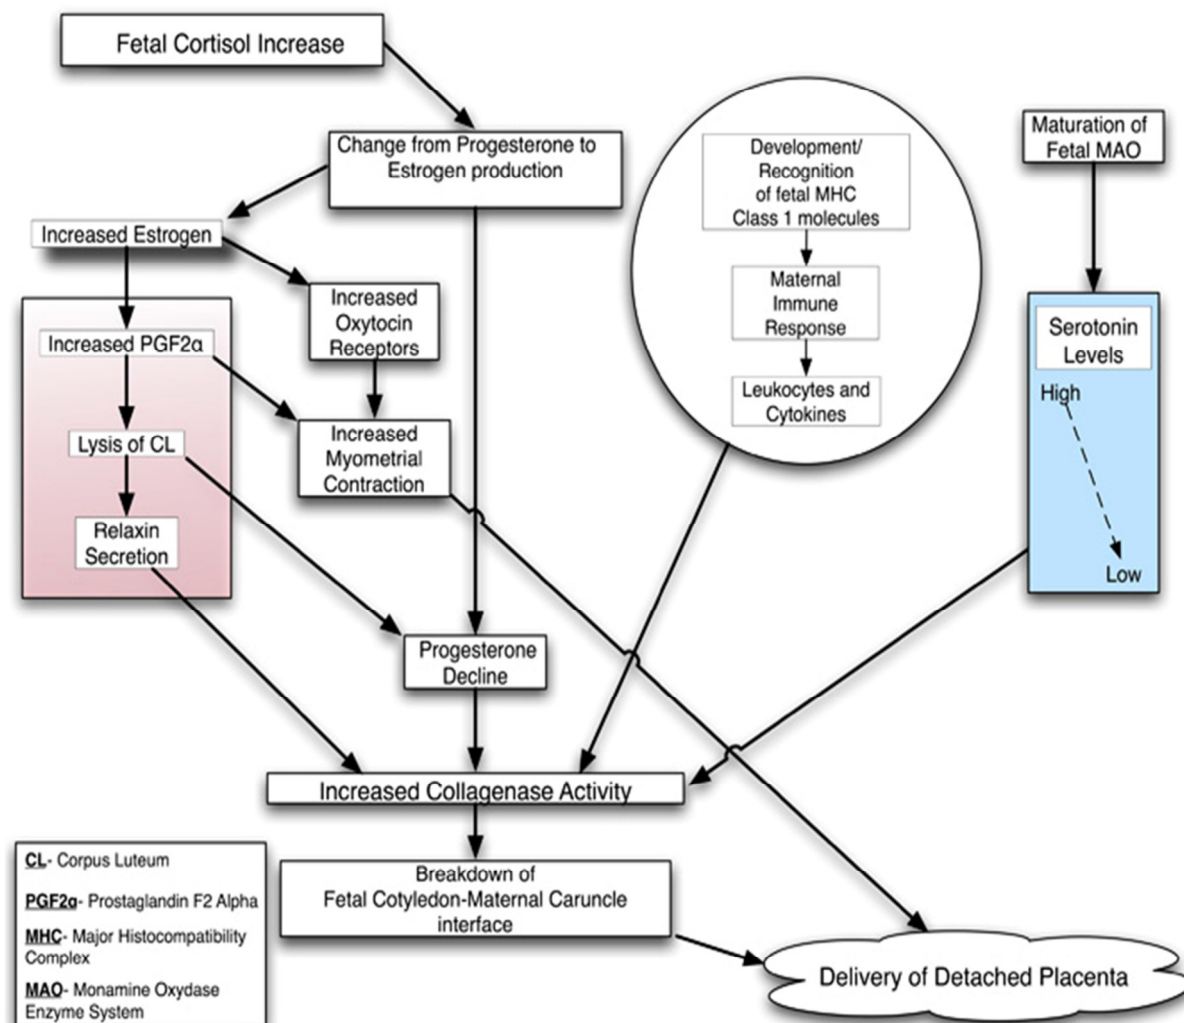 Fetal Cortisol Increase
Change from Progesterone to
Estrogen production
Increased Estrogen
Increased PGF2α
Lysis of CL
Relaxin
Secretion
Increased
Oxytocin
Receptors
Increased
Myometrial
Contraction
Progesterone
Decline
Development/
Recognition
of fetal MHC
Class 1 molecules
Maternal
Immune
Response
Leukocytes and
Cytokines
Maturation of
Fetal MAO
Serotonin
Levels
High
Low
Increased Collagenase Activity
Breakdown of
Fetal Cotyledon-Maternal Caruncle
interface
Delivery of Detached Placenta
CL- Corpus Luteum
PGF2α- Prostaglandin F2 Alpha
MHC- Major Histocompatibility
Complex
MAO- Monamine Oxydase
Enzyme System